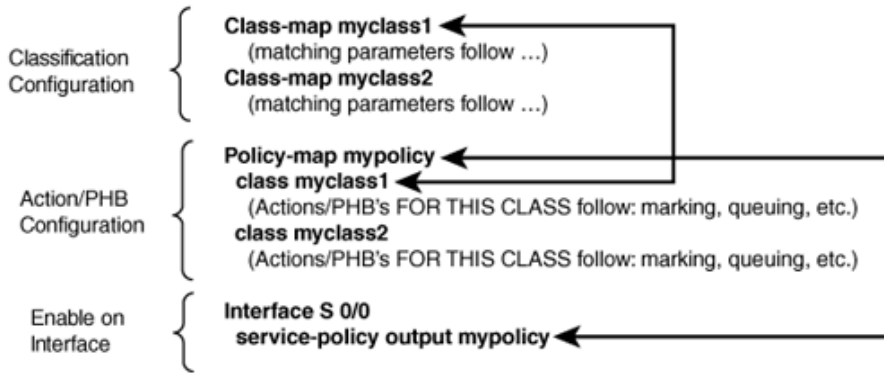 Classification
Configuration
Class-map myclass1
(matching parameters follow ...)
Class-map myclass2
(matching parameters follow ...)
Action/PHB
Configuration
Policy-map mypolicy
class myclass1
(Actions/PHB's FOR THIS CLASS follow: marking, queuing, etc.)
class myclass2
(Actions/PHB's FOR THIS CLASS follow: marking, queuing, etc.)
Enable on
Interface
Interface S 0/0
service-policy output mypolicy